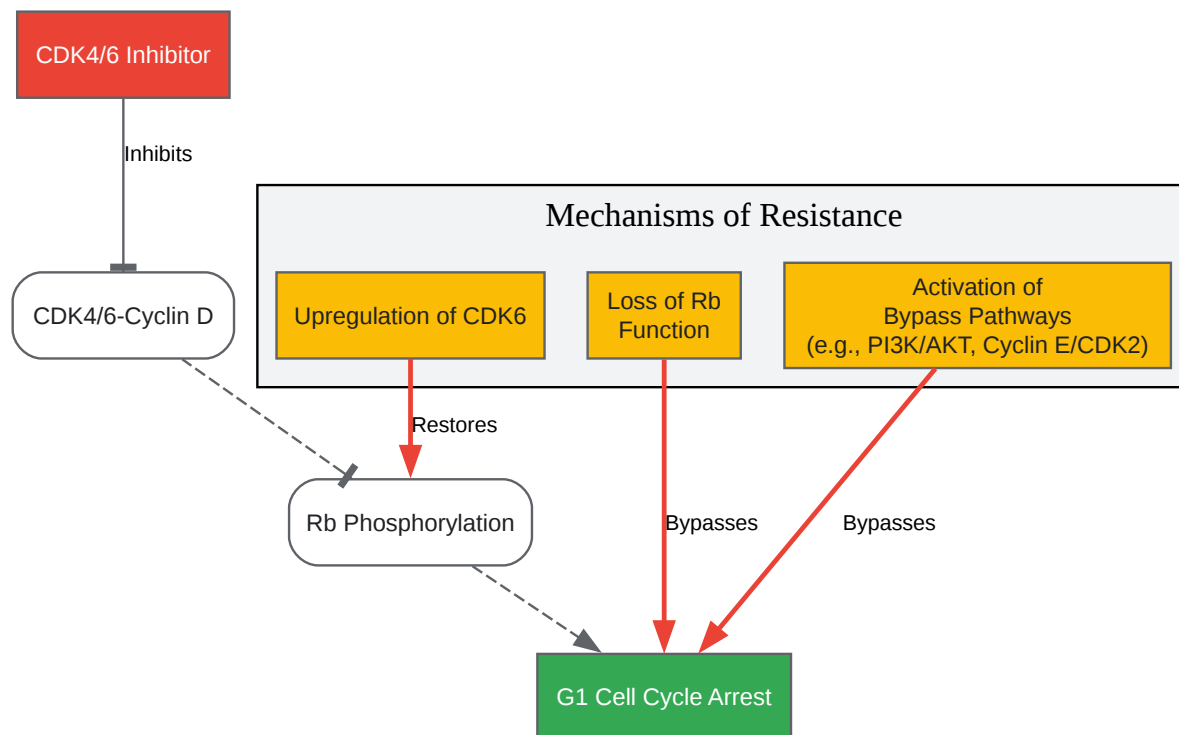 CDK4/6 Inhibitor
Inhibits
Mechanisms of Resistance
CDK4/6-Cyclin D
Upregulation of CDK6
Loss of Rb
Function
Activation of
Bypass Pathways
(e.g., PI3K/AKT, Cyclin E/CDK2)
Restores
Rb Phosphorylation
Bypasses
Bypasses
G1 Cell Cycle Arrest